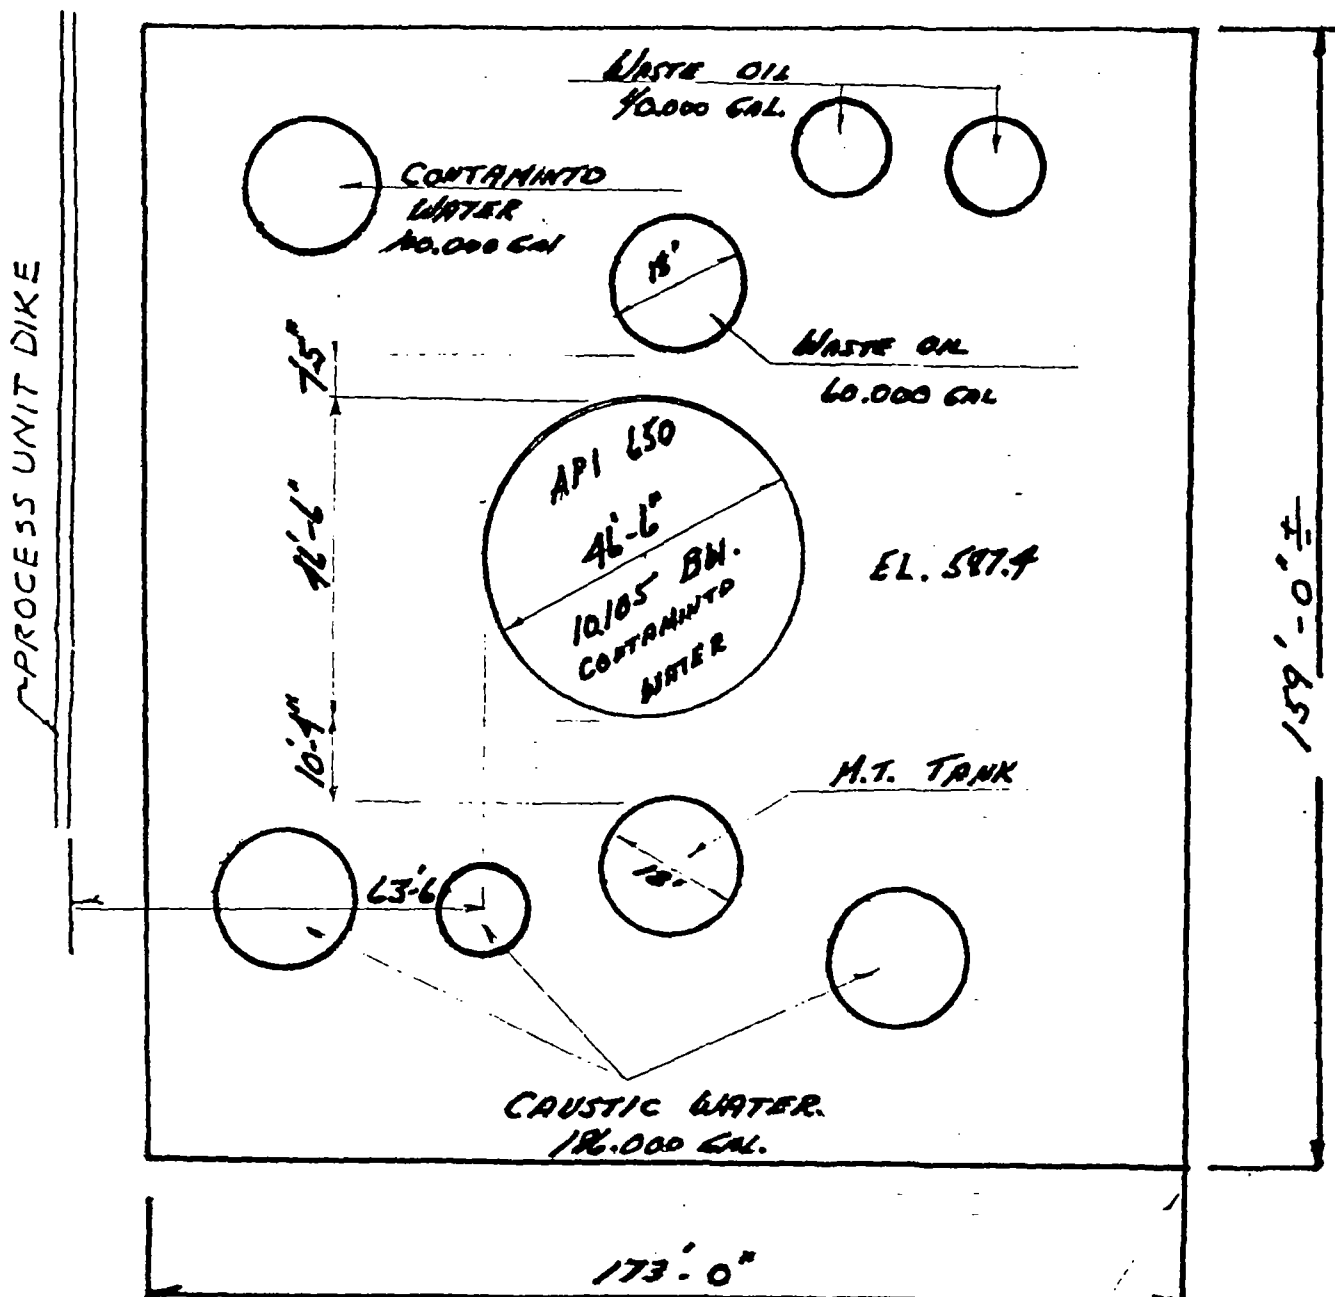 WASTE OIL
40.000 GAL.
CONTAMINTD
WATER
100.000 GAL
18'
WASTE OIL
60.000 GAL
PROCESS UNIT DIKE
7'5"
46'-6"
10'-4"
API 650
46'-6"
10,105 BBL.
CONTAMINTD
WATER
EL. 587.4
159'-0" ±
M.T. TANK
63'-6
CAUSTIC WATER.
186.000 GAL.
173'-0"